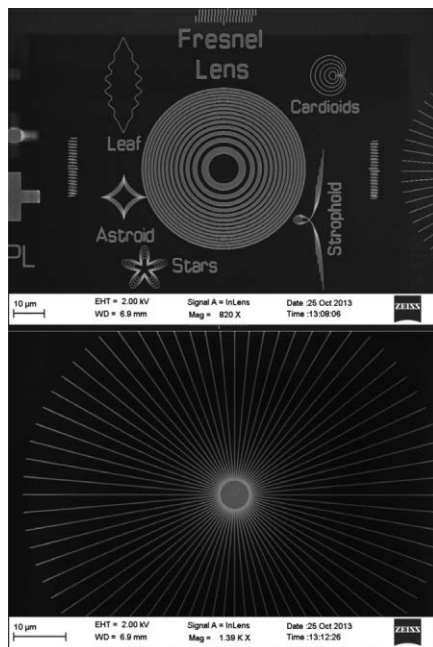 Fresnel
Lens
Cardioids
Leaf
Strophoid
Astroid
Stars
PL
10 µm
EHT = 2.00 kV
WD = 6.9 mm
Signal A = InLens
Mag = 820 X
Date :25 Oct 2013
Time :13:08:06
ZEISS
10 µm
EHT = 2.00 kV
WD = 6.9 mm
Signal A = InLens
Mag = 1.39 K X
Date :25 Oct 2013
Time :13:12:26
ZEISS